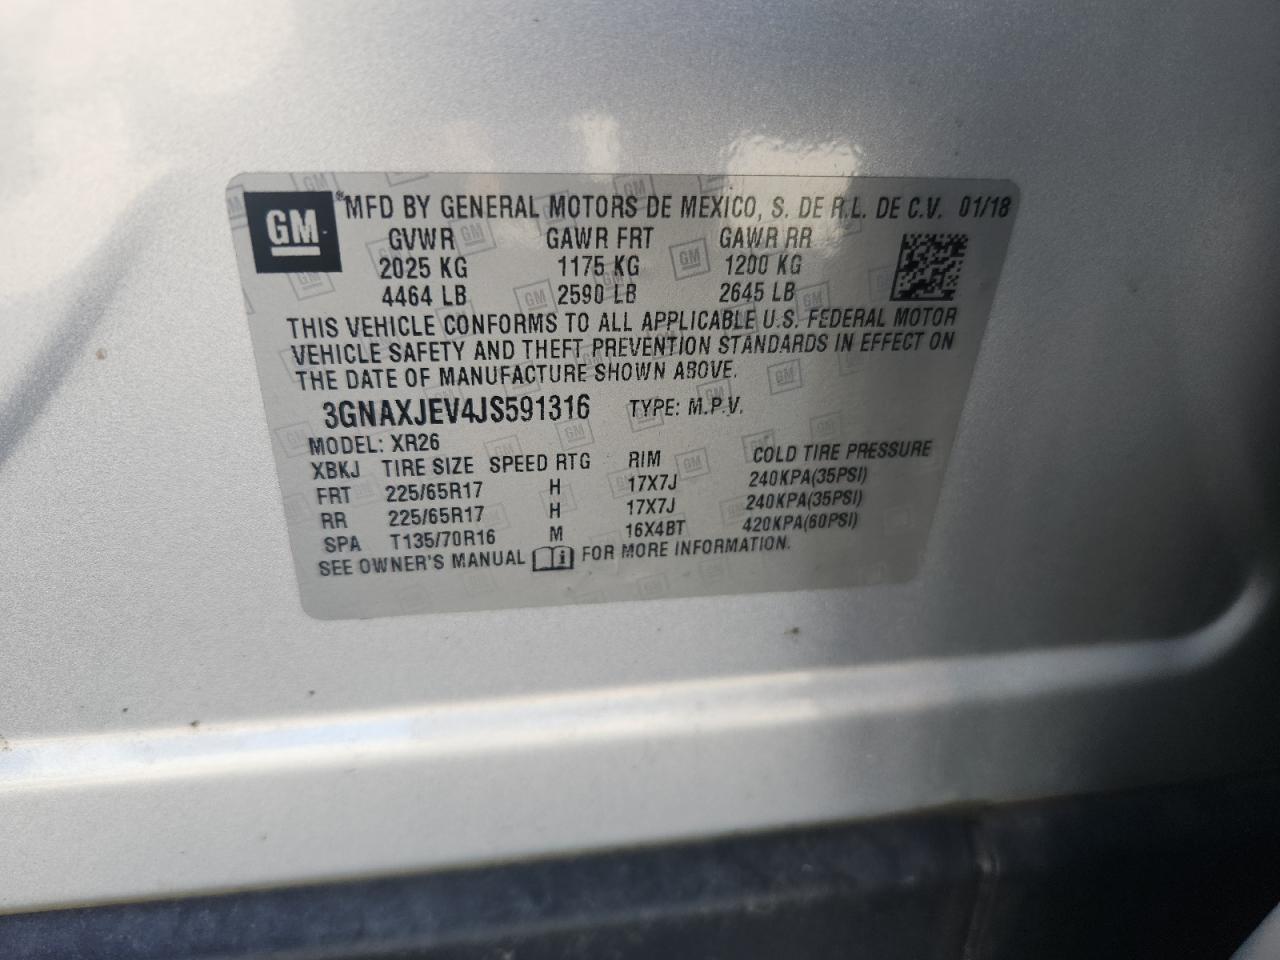 GM ® MFD BY GENERAL MOTORS DE MEXICO, S. DE R.L. DE C.V. 01/18
GVWR GAWR FRT GAWR RR
2025 KG 1175 KG 1200 KG
4464 LB 2590 LB 2645 LB
THIS VEHICLE CONFORMS TO ALL APPLICABLE U.S. FEDERAL MOTOR
VEHICLE SAFETY AND THEFT PREVENTION STANDARDS IN EFFECT ON
THE DATE OF MANUFACTURE SHOWN ABOVE.
3GNAXJEV4JS591316 TYPE: M.P.V.
MODEL: XR26
XBKJ TIRE SIZE SPEED RTG RIM COLD TIRE PRESSURE
FRT 225/65R17 H 17X7J 240KPA(35PSI)
RR 225/65R17 H 17X7J 240KPA(35PSI)
SPA T135/70R16 M 16X4BT 420KPA(60PSI)
SEE OWNER'S MANUAL FOR MORE INFORMATION.